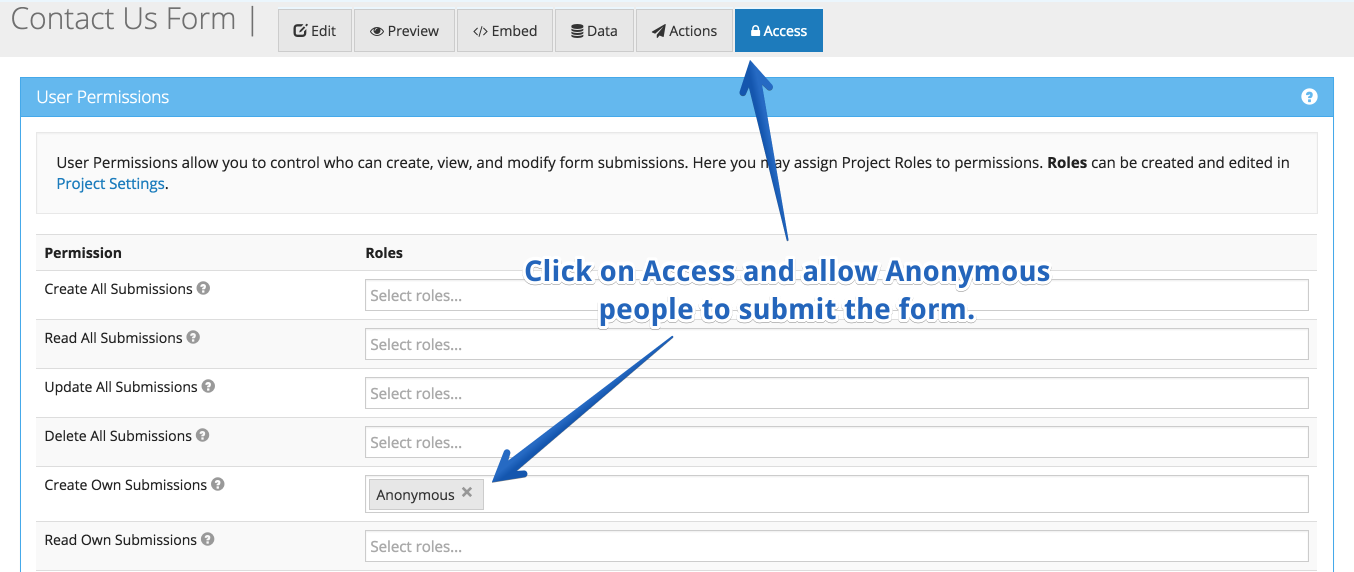 Contact Us Form |
Edit
Preview
</> Embed
Data
Actions
Access
User Permissions
?
User Permissions allow you to control who can create, view, and modify form submissions. Here you may assign Project Roles to permissions. Roles can be created and edited in
Project Settings.
Permission
Roles
Click on Access and allow Anonymous
people to submit the form.
Create All Submissions ?
Select roles...
Read All Submissions ?
Select roles...
Update All Submissions ?
Select roles...
Delete All Submissions ?
Select roles...
Create Own Submissions ?
Anonymous ×
Read Own Submissions ?
Select roles...